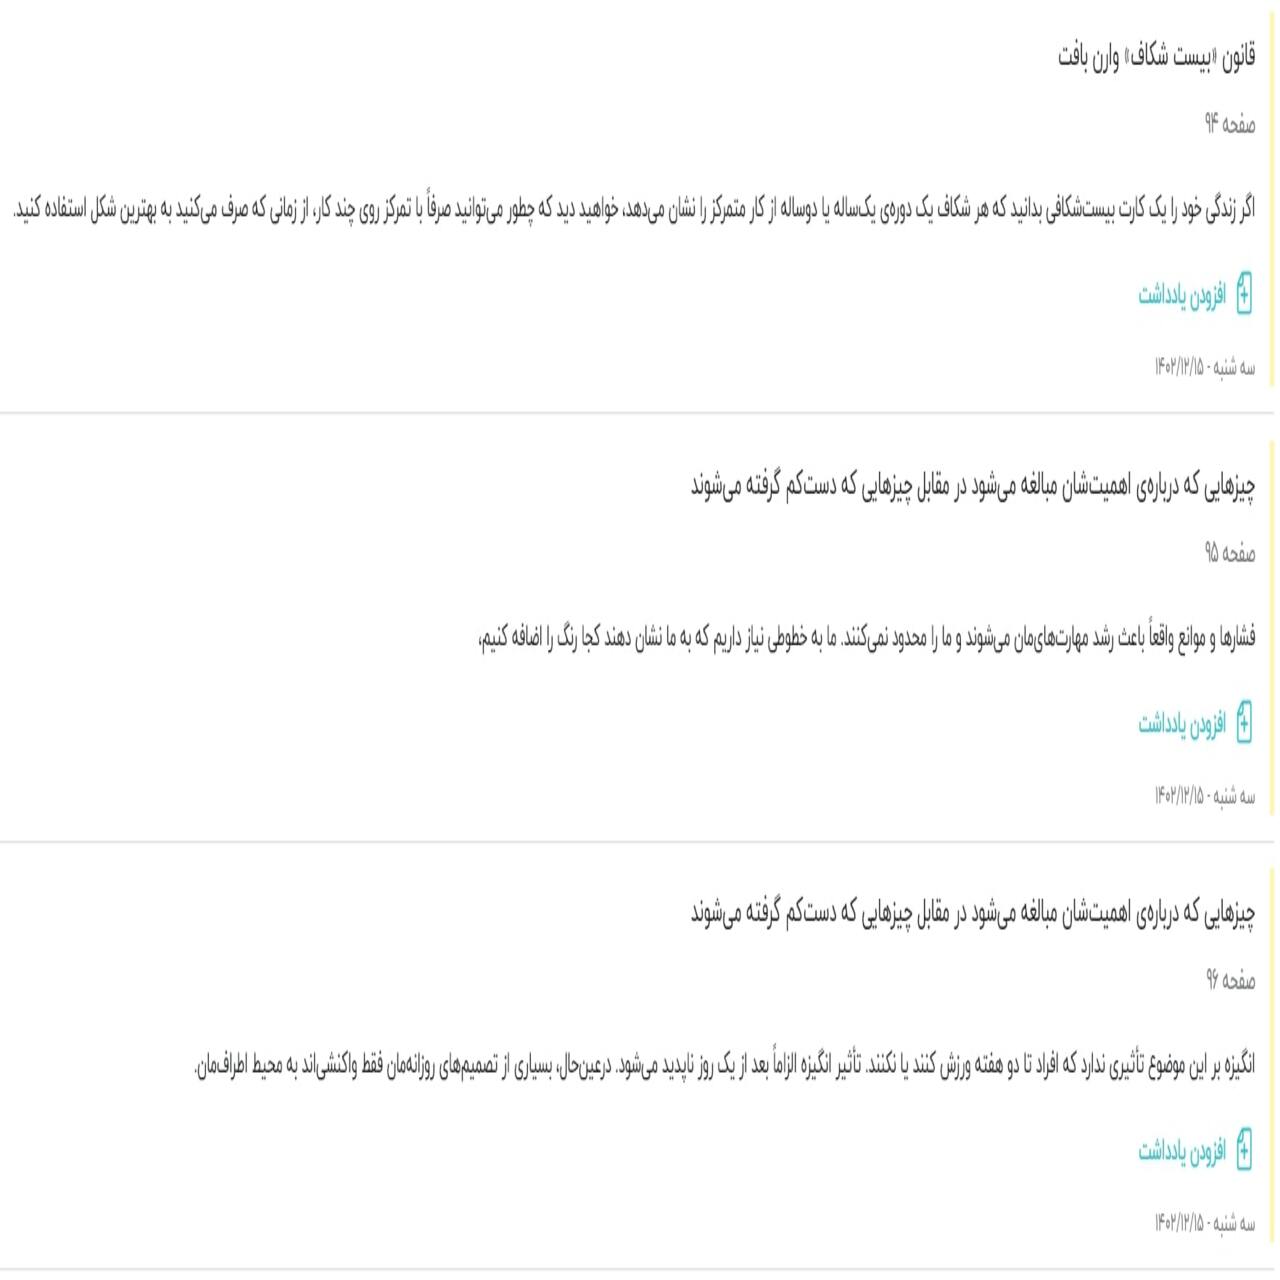 قانون «بیست شکاف» وارن بافت
صفحه ۹۴
اگر زندگی خود را یک کارت بیست‌شکافی بدانید که هر شکاف یک دوره‌ی یک‌ساله یا دوساله از کار متمرکز را نشان می‌دهد، خواهید دید که چطور می‌توانید صرفاً با تمرکز روی چند کار، از زمانی که صرف می‌کنید به بهترین شکل استفاده کنید.
افزودن یادداشت
سه شنبه - ۱۴۰۲/۱۲/۱۵
چیزهایی که درباره‌ی اهمیت‌شان مبالغه می‌شود در مقابل چیزهایی که دست‌کم گرفته می‌شوند
صفحه ۹۵
فشارها و موانع واقعاً باعث رشد مهارت‌های‌مان می‌شوند و ما را محدود نمی‌کنند. ما به خطوطی نیاز داریم که به ما نشان دهند کجا رنگ را اضافه کنیم،
افزودن یادداشت
سه شنبه - ۱۴۰۲/۱۲/۱۵
چیزهایی که درباره‌ی اهمیت‌شان مبالغه می‌شود در مقابل چیزهایی که دست‌کم گرفته می‌شوند
صفحه ۹۶
انگیزه بر این موضوع تأثیری ندارد که افراد تا دو هفته ورزش کنند یا نکنند. تأثیر انگیزه الزاماً بعد از یک روز ناپدید می‌شود. درعین‌حال، بسیاری از تصمیم‌های روزانه‌مان فقط واکنشی‌اند به محیط اطراف‌مان.
افزودن یادداشت
سه شنبه - ۱۴۰۲/۱۲/۱۵